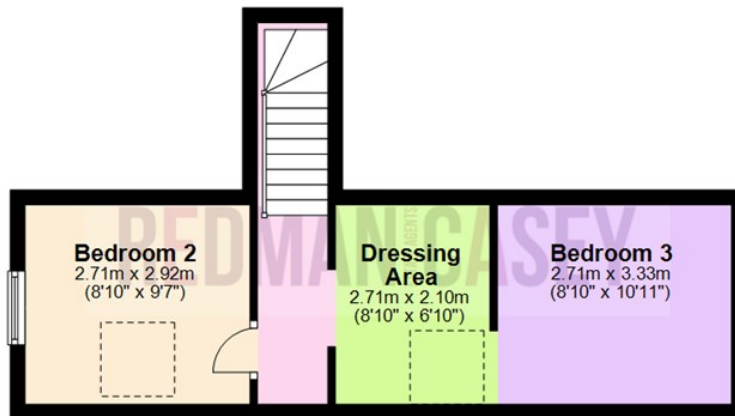 REDMAN CASEY
AGENTS
Bedroom 2
2.71m x 2.92m
(8'10" x 9'7")
Dressing
Area
2.71m x 2.10m
(8'10" x 6'10")
Bedroom 3
2.71m x 3.33m
(8'10" x 10'11")